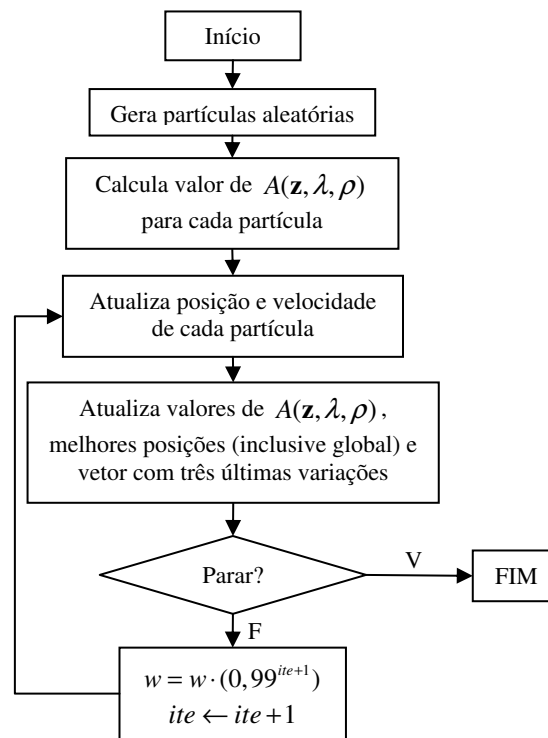 Início
Gera partículas aleatórias
Calcula valor de A(z, λ, ρ)
para cada partícula
Atualiza posição e velocidade
de cada partícula
Atualiza valores de A(z, λ, ρ) ,
melhores posições (inclusive global) e
vetor com três últimas variações
Parar?
V
FIM
F
w = w · (0,99^{ite+1})
ite ← ite +1